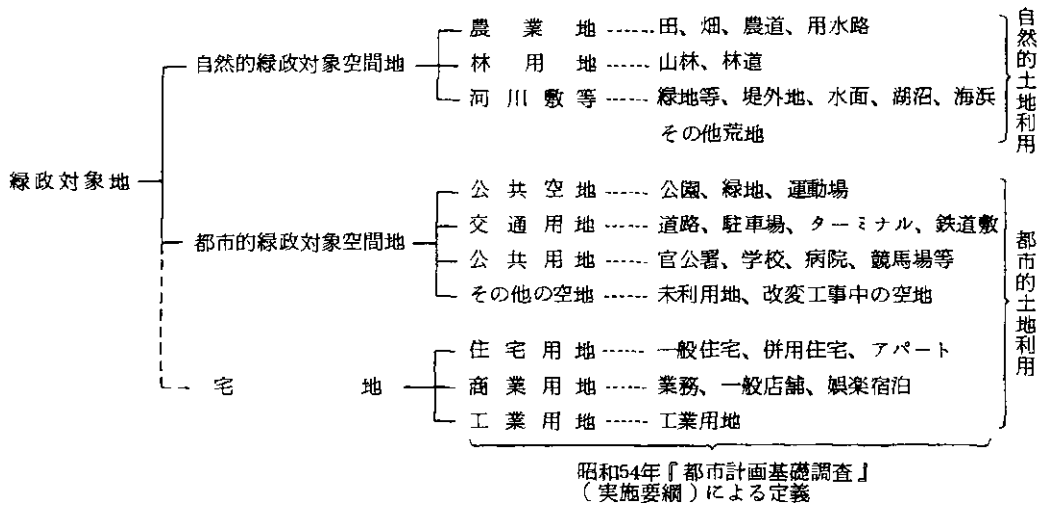 農業地……田、畑、農道、用水路
自然的緑政対象空間地
林用地……山林、林道
河川敷等……緑地等、堤外地、水面、湖沼、海浜
その他荒地
自然的土地利用
緑政対象地
公共空地……公園、緑地、運動場
交通用地……道路、駐車場、ターミナル、鉄道敷
都市的緑政対象空間地
公共用地……官公署、学校、病院、競馬場等
その他の空地……未利用地、改変工事中の空地
宅地
住宅用地……一般住宅、併用住宅、アパート
商業用地……業務、一般店舗、娯楽宿泊
工業用地……工業用地
都市的土地利用
昭和54年『都市計画基礎調査』
(実施要綱)による定義